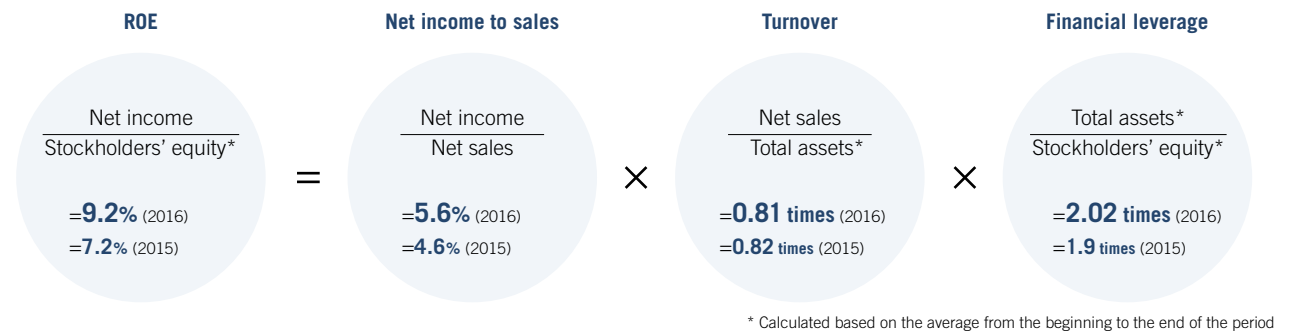 ROE
Net income
Stockholders’ equity*
=9.2% (2016)
=7.2% (2015)
=
Net income to sales
Net income
Net sales
=5.6% (2016)
=4.6% (2015)
×
Turnover
Net sales
Total assets*
=0.81 times (2016)
=0.82 times (2015)
×
Financial leverage
Total assets*
Stockholders’ equity*
=2.02 times (2016)
=1.9 times (2015)
* Calculated based on the average from the beginning to the end of the period